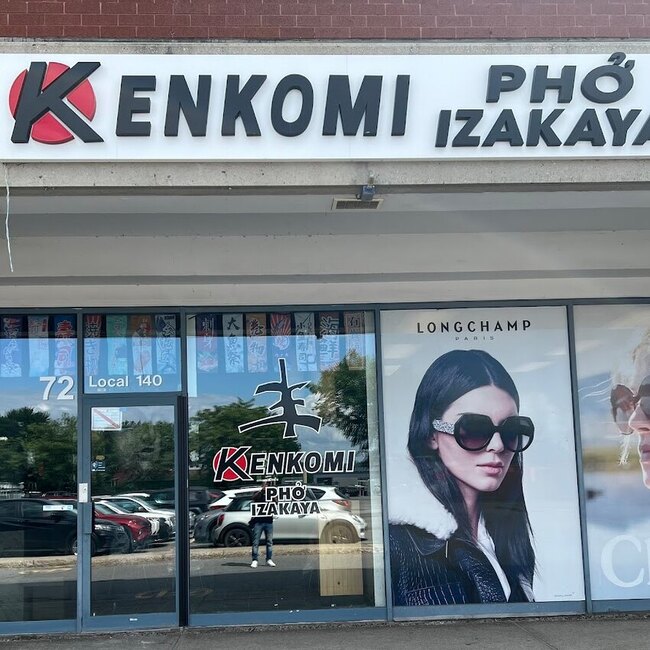 KENKOMI
PHỞ
IZAKAYA
72
Local 140
KENKOMI
PHỞ
IZAKAYA
LONGCHAMP
PARIS